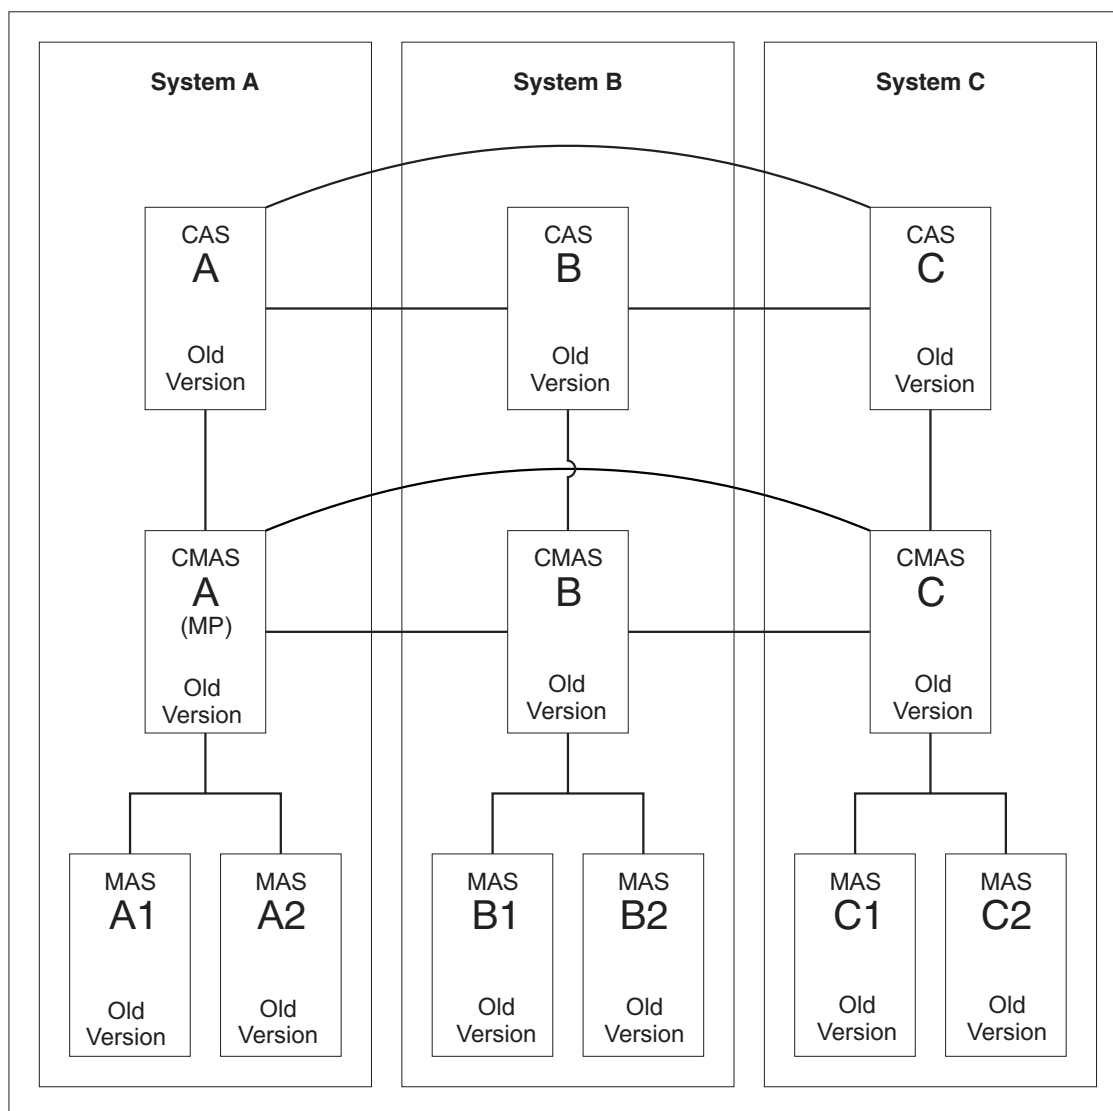 System A
System B
System C
CAS
A
Old
Version
CAS
B
Old
Version
CAS
C
Old
Version
CMAS
A
(MP)
Old
Version
CMAS
B
Old
Version
CMAS
C
Old
Version
MAS
A1
Old
Version
MAS
A2
Old
Version
MAS
B1
Old
Version
MAS
B2
Old
Version
MAS
C1
Old
Version
MAS
C2
Old
Version